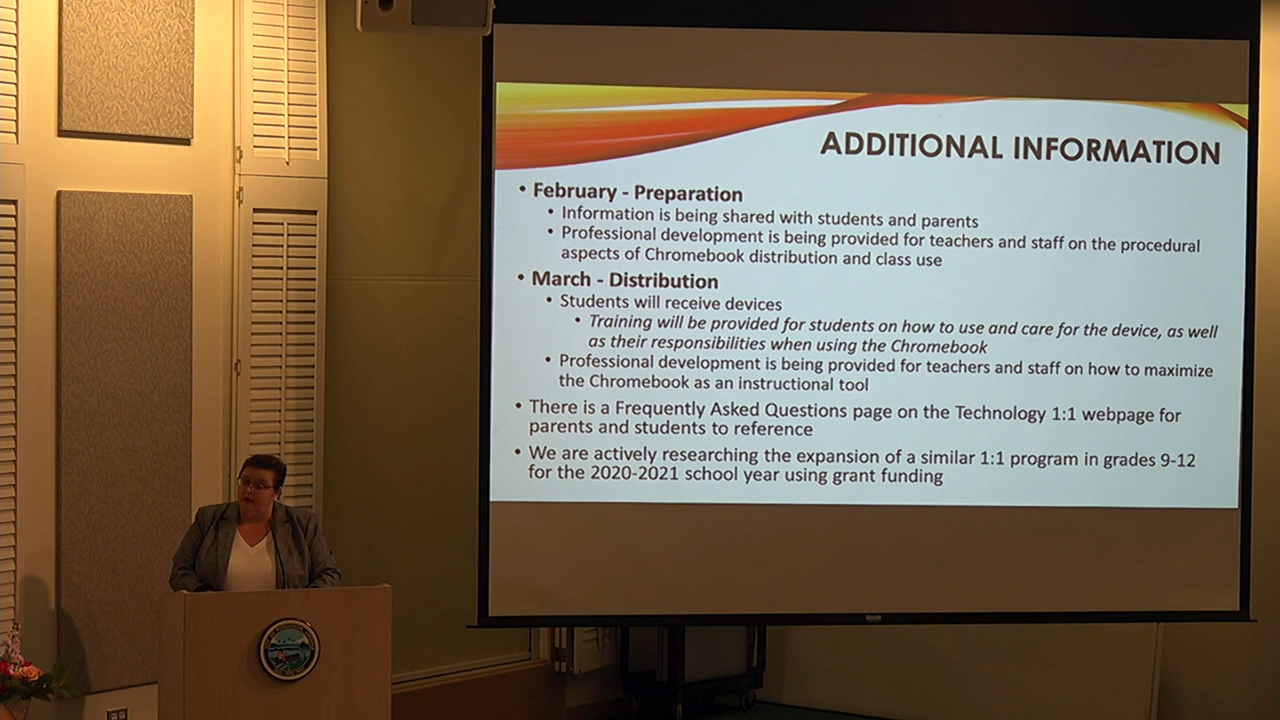 ADDITIONAL INFORMATION
• February - Preparation
• Information is being shared with students and parents
• Professional development is being provided for teachers and staff on the procedural
aspects of Chromebook distribution and class use
• March - Distribution
• Students will receive devices
• Training will be provided for students on how to use and care for the device, as well
as their responsibilities when using the Chromebook
• Professional development is being provided for teachers and staff on how to maximize
the Chromebook as an instructional tool
• There is a Frequently Asked Questions page on the Technology 1:1 webpage for
parents and students to reference
• We are actively researching the expansion of a similar 1:1 program in grades 9-12
for the 2020-2021 school year using grant funding